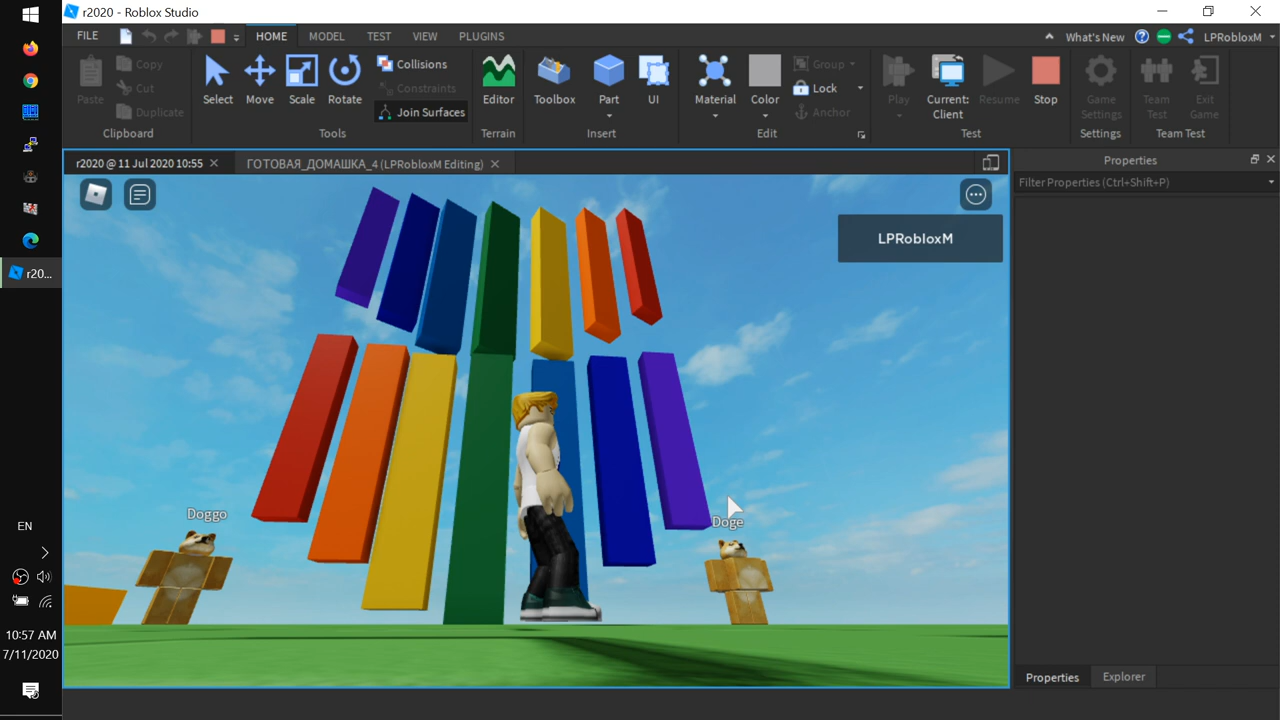 r2020 - Roblox Studio
FILE HOME MODEL TEST VIEW PLUGINS What's New LPRobloxM
Paste Copy Cut Duplicate
Clipboard
Select Move Scale Rotate Collisions Constraints Join Surfaces
Tools
Editor
Terrain
Toolbox Part UI
Insert
Material Color Group Lock Anchor
Edit
Play Current: Client Resume Stop
Test
Game Settings
Settings
Team Test Exit Game
Team Test
r2020 @ 11 Jul 2020 10:55
ГОТОВАЯ_ДОМАШКА_4 (LPRobloxM Editing)
Properties
Filter Properties (Ctrl+Shift+P)
LPRobloxM
r20...
Doggo
Doge
EN
10:57 AM
7/11/2020
Properties Explorer